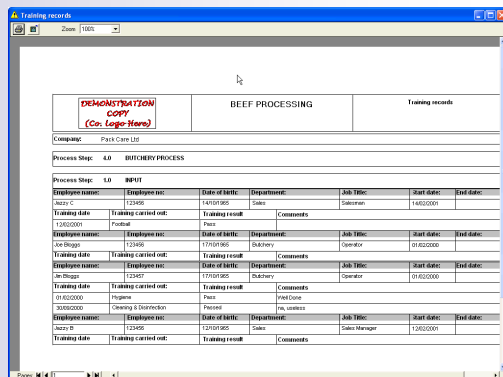 Training records
Zoom 100%
DEMONSTRATION
COPY
(Co. Logo Here)
BEEF PROCESSING
Training records
Company: Pack Care Ltd
Process Step: 4.0 BUTCHERY PROCESS
Process Step: 1.0 INPUT
Employee name: Employee no: Date of birth: Department: Job Title: Start date: End date:
Jazzy C 123456 14/10/1965 Sales Salesman 14/02/2001
Training date Training carried out: Training result Comments
12/02/2001 Football Pass
Employee name: Employee no: Date of birth: Department: Job Title: Start date: End date:
Joe Bloggs 123456 17/10/1965 Butchery Operator 01/02/2000
Training date Training carried out: Training result Comments
Employee name: Employee no: Date of birth: Department: Job Title: Start date: End date:
Jim Bloggs 123457 17/10/1965 Butchery Operator 01/02/2000
Training date Training carried out: Training result Comments
01/02/2000 Hygiene Pass Well Done
30/09/2000 Cleaning & Disinfection Passed na, useless
Employee name: Employee no: Date of birth: Department: Job Title: Start date: End date:
Jazzy B 123456 12/10/1965 Sales Sales Manager 12/02/2001
Training date Training carried out: Training result Comments
Pages: 1